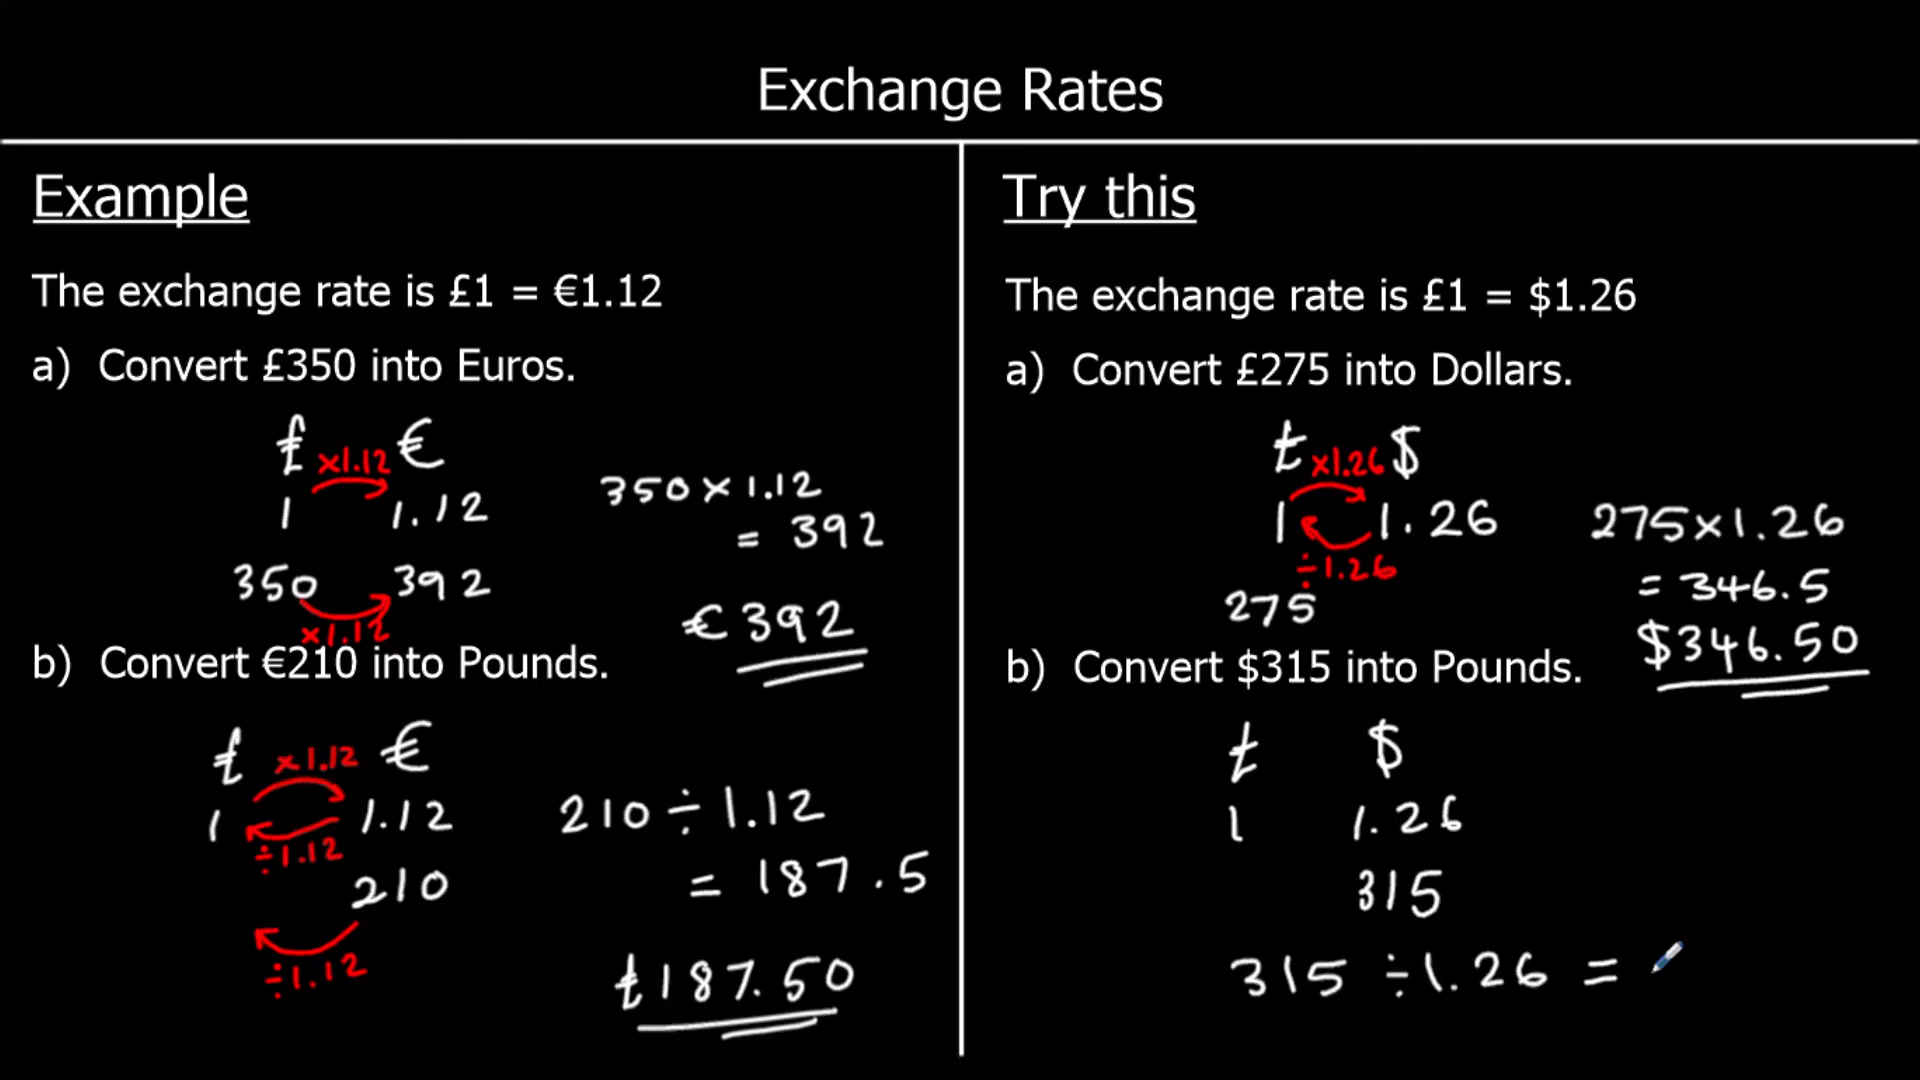 Exchange Rates
Example
The exchange rate is £1 = €1.12
a) Convert £350 into Euros.
£ ×1.12 €
1 1.12
350 392
×1.12
350 × 1.12
= 392
€392
b) Convert €210 into Pounds.
£ ×1.12 €
1 1.12
÷1.12
210
÷1.12
210 ÷ 1.12
= 187.5
£187.50
Try this
The exchange rate is £1 = $1.26
a) Convert £275 into Dollars.
£ ×1.26 $
1 1.26
÷1.26
275
275 × 1.26
= 346.5
$346.50
b) Convert $315 into Pounds.
£ $
1 1.26
315
315 ÷ 1.26 =